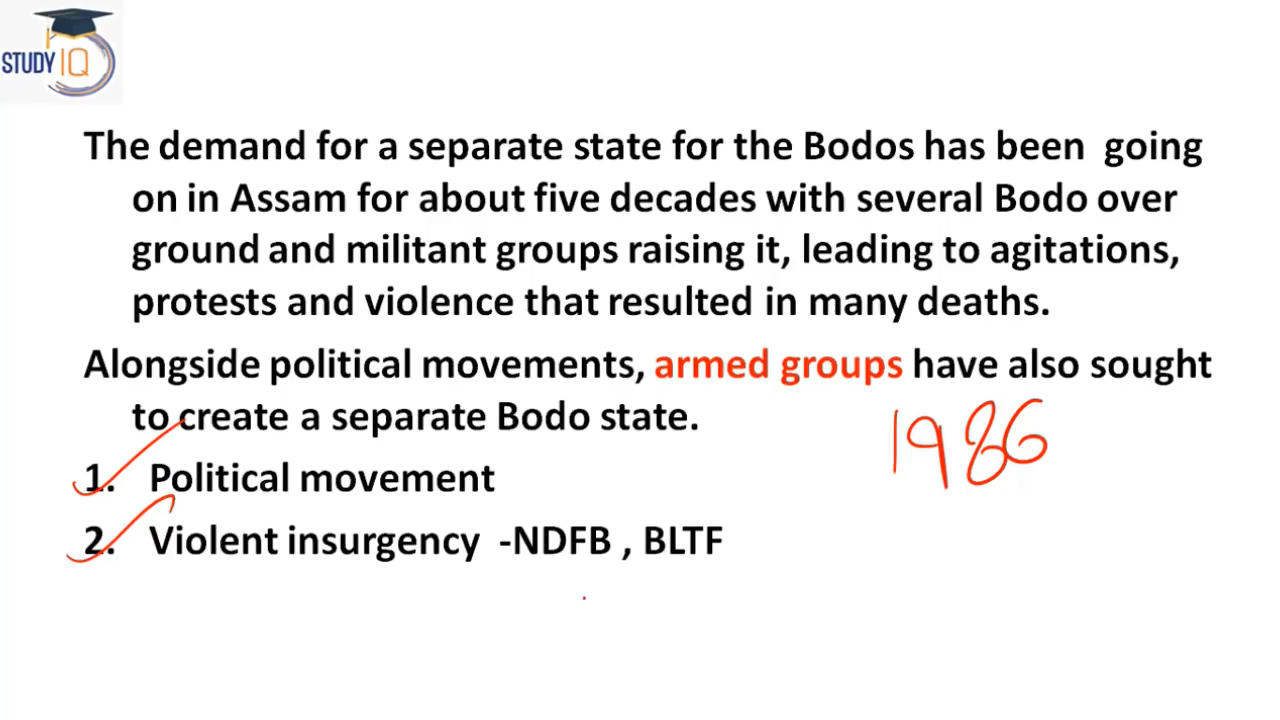 STUDY IQ
The demand for a separate state for the Bodos has been going
on in Assam for about five decades with several Bodo over
ground and militant groups raising it, leading to agitations,
protests and violence that resulted in many deaths.
Alongside political movements, armed groups have also sought
to create a separate Bodo state.
1986
1. Political movement
2. Violent insurgency -NDFB , BLTF